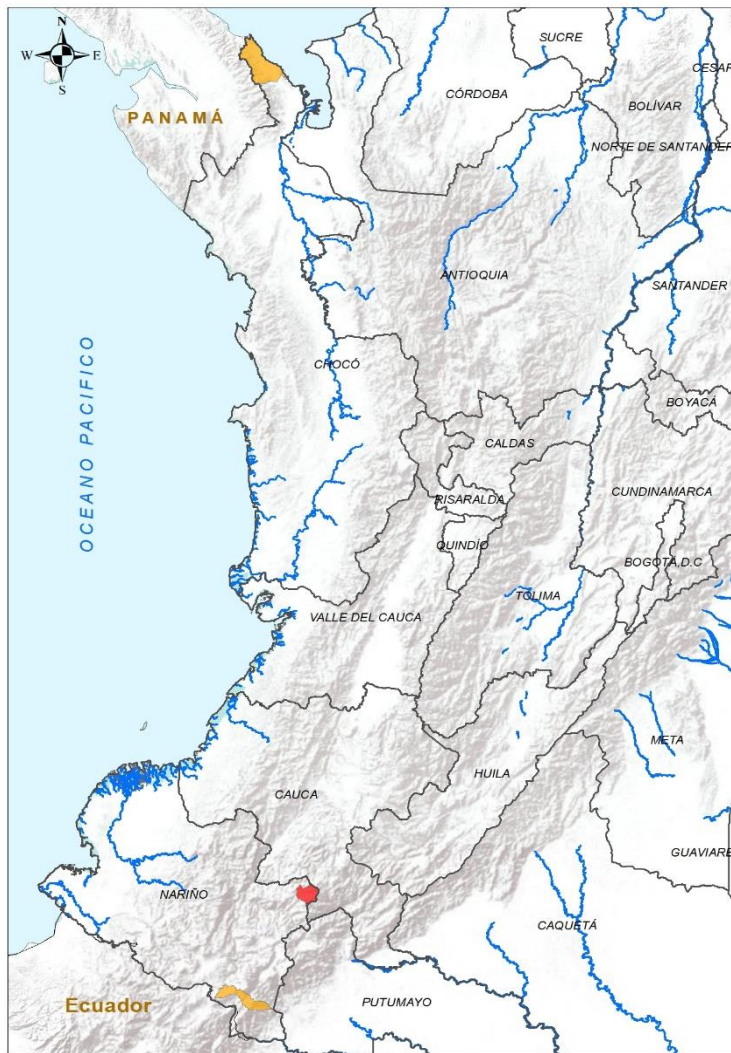 N
W E
S
PANAMÁ
SUCRE
CÓRDOBA
CESAR
BOLÍVAR
NORTE DE SANTANDER
ANTIOQUIA
SANTANDER
OCEANO PACIFICO
CHOCÓ
BOYACÁ
CALDAS
RISARALDA
CUNDINAMARCA
QUINDÍO
BOGOTÁ,D.C
TOLIMA
VALLE DEL CAUCA
META
HUILA
CAUCA
GUAVIARE
NARIÑO
CAQUETÁ
Ecuador
PUTUMAYO